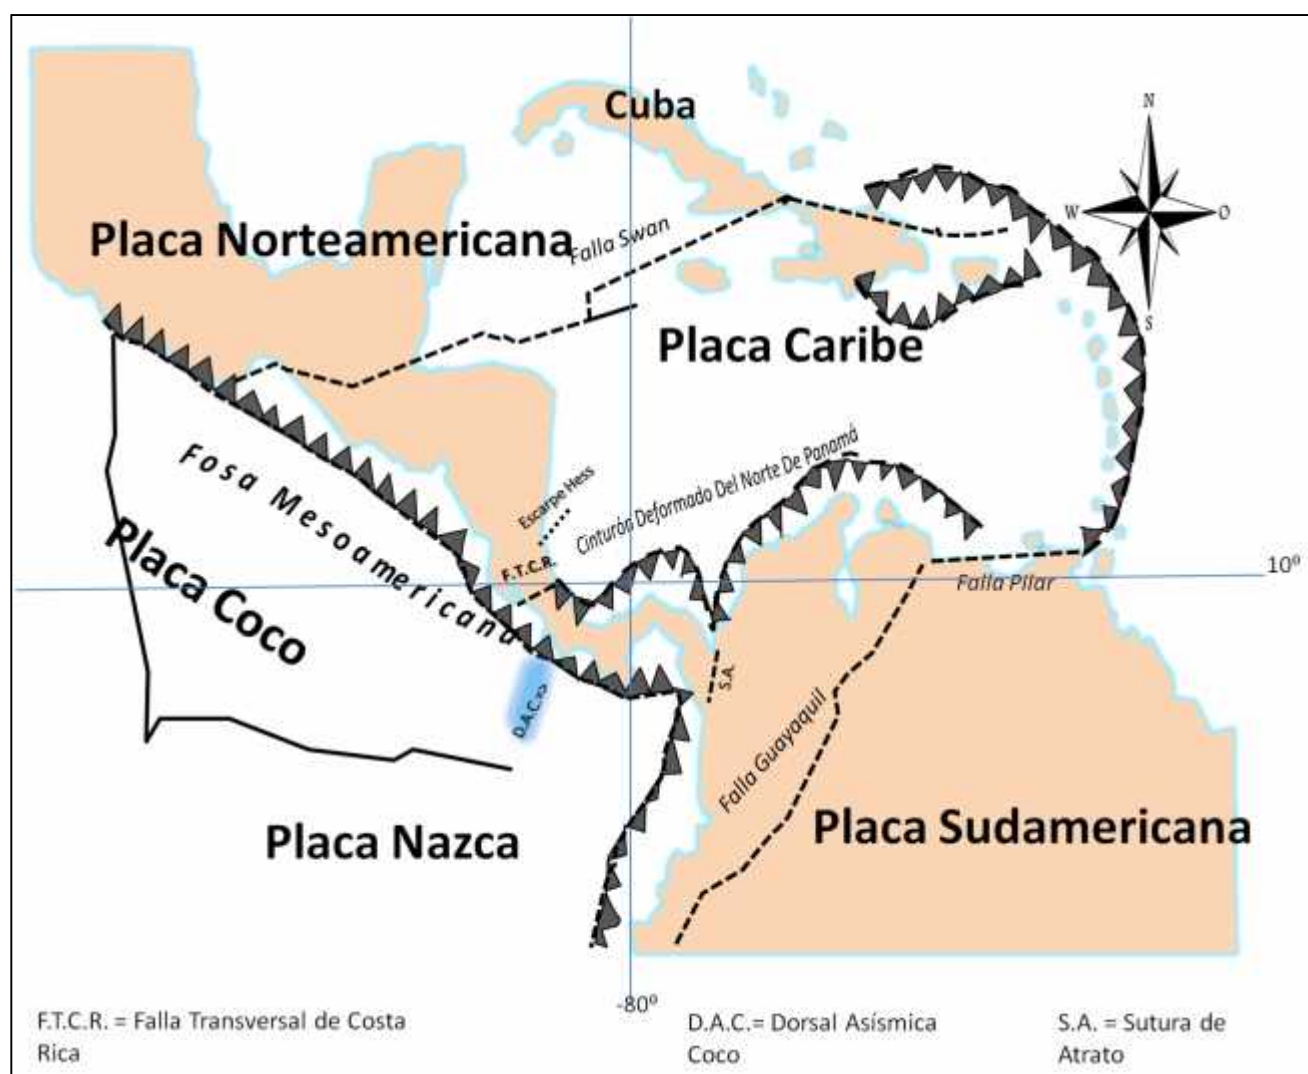 Cuba
N
W
O
S
Placa Norteamericana
Falla Swan
Placa Caribe
Fosa Mesoamericana
Escarpe Hess
Cinturón Deformado Del Norte De Panamá
F.T.C.R.
10º
Falla Pilar
Placa Coco
S.A.
D.A.C.
Falla Guayaquil
Placa Nazca
Placa Sudamericana
-80º
F.T.C.R. = Falla Transversal de Costa
Rica
D.A.C.= Dorsal Asísmica
Coco
S.A. = Sutura de
Atrato